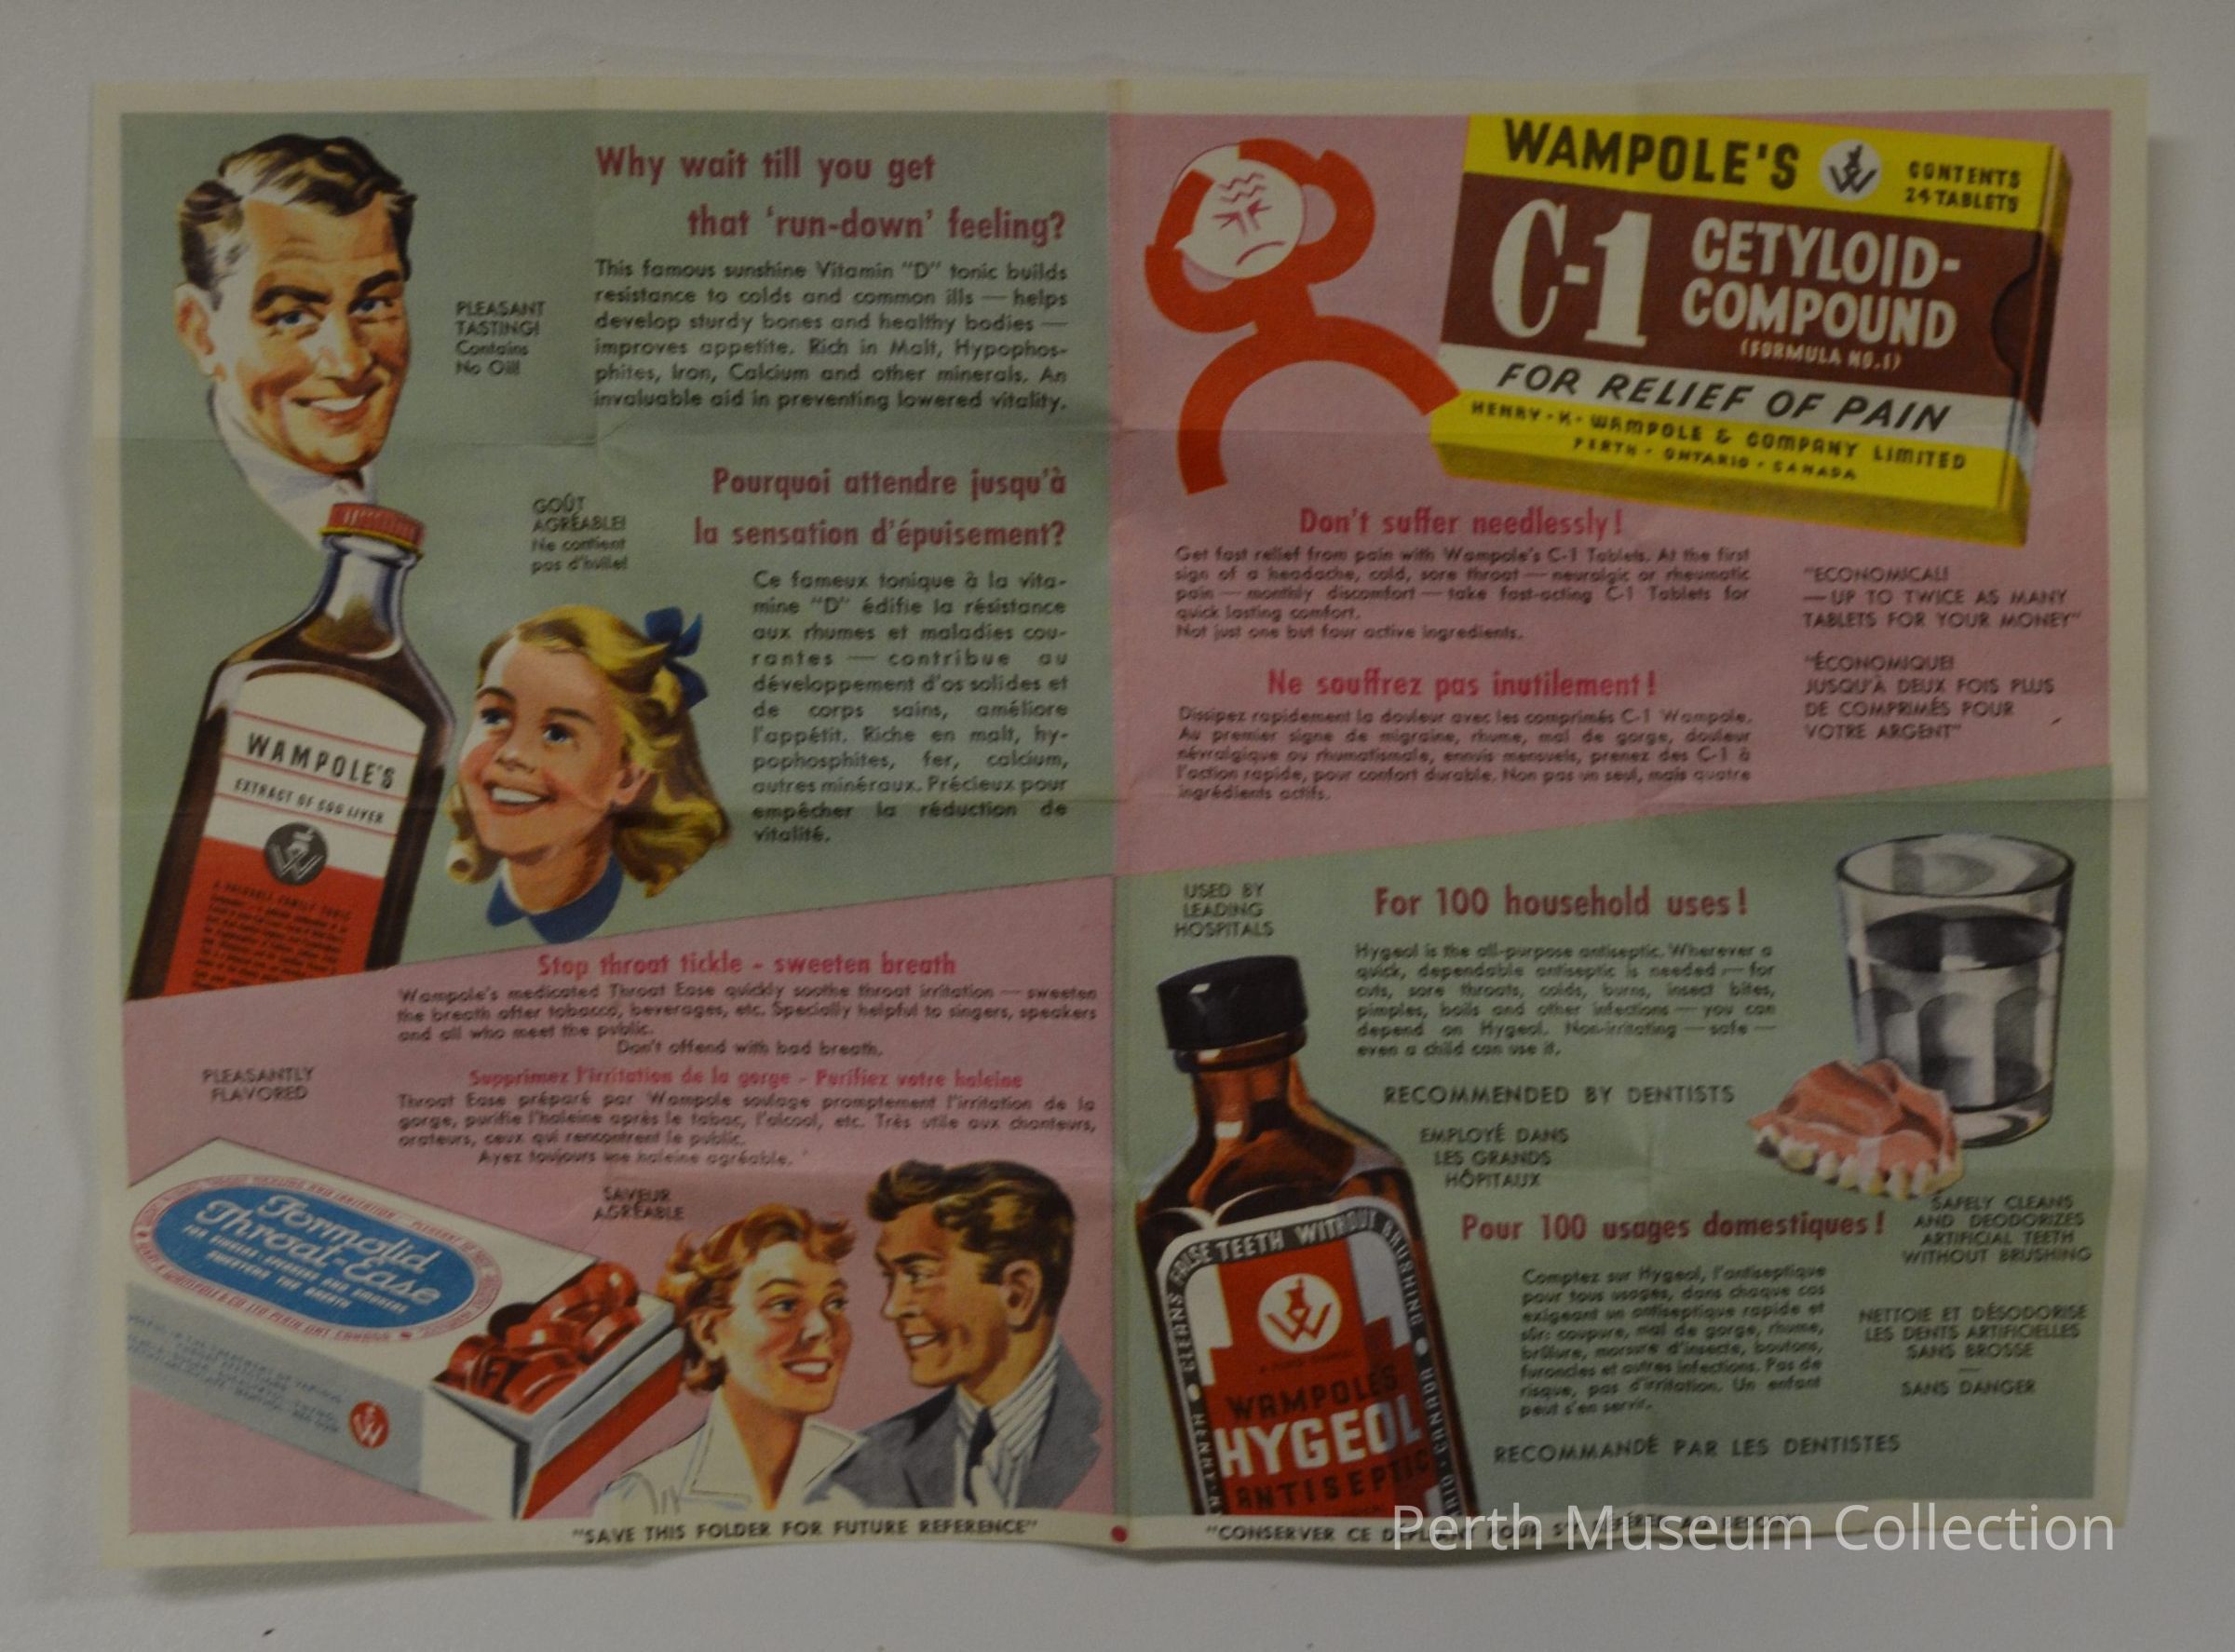 Why wait till you get
that 'run-down' feeling?
This famous sunshine Vitamin "D" tonic builds
resistance to colds and common ills — helps
develop sturdy bones and healthy bodies —
improves appetite. Rich in Malt, Hypophos-
phites, Iron, Calcium and other minerals. An
invaluable aid in preventing lowered vitality.
PLEASANT
TASTING!
Contains
No Oil!
Pourquoi attendre jusqu'à
la sensation d'épuisement?
GOÛT
AGRÉABLE!
Ne contient
pas d'huile!
Ce fameux tonique à la vita-
mine "D" édifie la résistance
aux rhumes et maladies cou-
rantes — contribue au
développement d'os solides et
de corps sains, améliore
l'appétit. Riche en malt, hy-
pophosphites, fer, calcium,
autres minéraux. Précieux pour
empêcher la réduction de
vitalité.
WAMPOLE'S
EXTRACT OF COD LIVER
W
Stop throat tickle - sweeten breath
Wampole's medicated Throat Ease quickly soothe throat irritation — sweeten
the breath after tobacco, beverages, etc. Specially helpful to singers, speakers
and all who meet the public.
Don't offend with bad breath.
PLEASANTLY
FLAVORED
Supprimez l'irritation de la gorge - Purifiez votre haleine
Throat Ease préparé par Wampole soulage promptement l'irritation de la
gorge, purifie l'haleine après le tabac, l'alcool, etc. Très utile aux chanteurs,
orateurs, ceux qui rencontrent le public.
Ayez toujours une haleine agréable.
SAVEUR
AGRÉABLE
Formolid
Throat-Ease
FOR SINGERS SPEAKERS AND SMOKERS
SWEETENS THE BREATH
W
"SAVE THIS FOLDER FOR FUTURE REFERENCE"
WAMPOLE'S
W
CONTENTS
24 TABLETS
C-1
CETYLOID-
COMPOUND
(FORMULA NO.1)
FOR RELIEF OF PAIN
HENRY · K · WAMPOLE & COMPANY LIMITED
PERTH · ONTARIO · CANADA
Don't suffer needlessly!
Get fast relief from pain with Wampole's C-1 Tablets. At the first
sign of a headache, cold, sore throat — neuralgic or rheumatic
pain — monthly discomfort — take fast-acting C-1 Tablets for
quick lasting comfort.
Not just one but four active ingredients.
"ECONOMICAL!
— UP TO TWICE AS MANY
TABLETS FOR YOUR MONEY"
Ne souffrez pas inutilement!
Dissipez rapidement la douleur avec les comprimés C-1 Wampole.
Au premier signe de migraine, rhume, mal de gorge, douleur
névralgique ou rhumatismale, ennuis mensuels, prenez des C-1 à
l'action rapide, pour confort durable. Non pas un seul, mais quatre
ingrédients actifs.
"ÉCONOMIQUE!
JUSQU'À DEUX FOIS PLUS
DE COMPRIMÉS POUR
VOTRE ARGENT"
USED BY
LEADING
HOSPITALS
For 100 household uses!
Hygeol is the all-purpose antiseptic. Wherever a
quick, dependable antiseptic is needed — for
cuts, sore throats, colds, burns, insect bites,
pimples, boils and other infections — you can
depend on Hygeol. Non-irritating — safe —
even a child can use it.
RECOMMENDED BY DENTISTS
EMPLOYÉ DANS
LES GRANDS
HÔPITAUX
SAFELY CLEANS
AND DEODORIZES
ARTIFICIAL TEETH
WITHOUT BRUSHING
Pour 100 usages domestiques!
Comptez sur Hygeol, l'antiseptique
pour tous usages, dans chaque cas
exigeant un antiseptique rapide et
sûr: coupure, mal de gorge, rhume,
brûlure, morsure d'insecte, boutons,
furoncles et autres infections. Pas de
risque, pas d'irritation. Un enfant
peut s'en servir.
NETTOIE ET DÉSODORISE
LES DENTS ARTIFICIELLES
SANS BROSSE
—
SANS DANGER
RECOMMANDÉ PAR LES DENTISTES
CLEANS FALSE TEETH WITHOUT BRUSHING
W
WAMPOLE'S
HYGEOL
ANTISEPTIC
"CONSERVER CE DÉPLIANT POUR
Perth Museum Collection